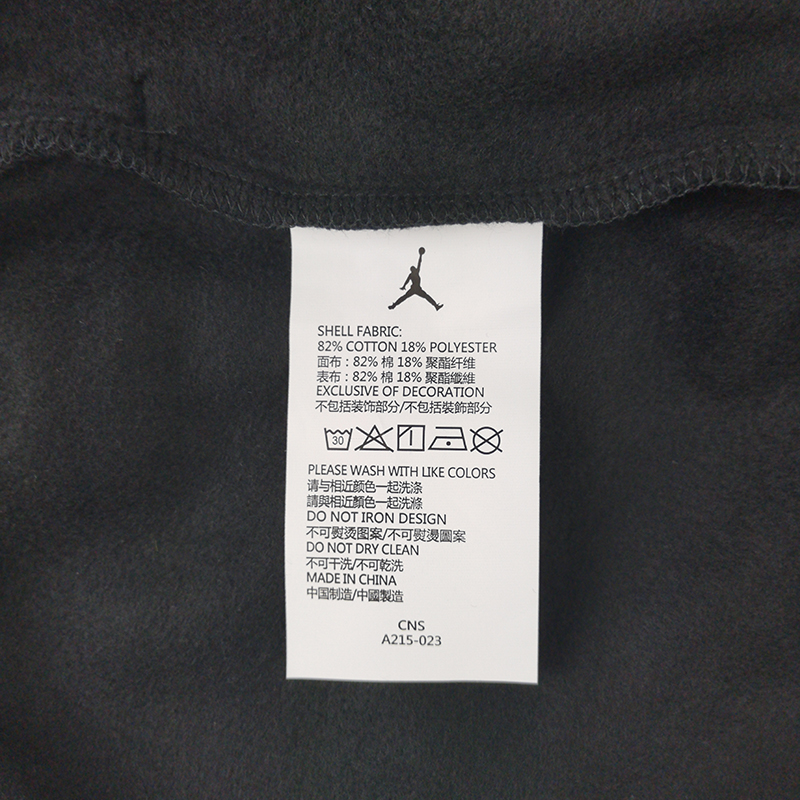 SHELL FABRIC:
82% COTTON 18% POLYESTER
面布：82% 棉 18% 聚酯纤维
表布：82% 棉 18% 聚酯纖維
EXCLUSIVE OF DECORATION
不包括装饰部分/不包括裝飾部分
30
PLEASE WASH WITH LIKE COLORS
请与相近颜色一起洗涤
請與相近顏色一起洗滌
DO NOT IRON DESIGN
不可熨烫图案/不可熨燙圖案
DO NOT DRY CLEAN
不可干洗/不可乾洗
MADE IN CHINA
中国制造/中國製造
CNS
A215-023